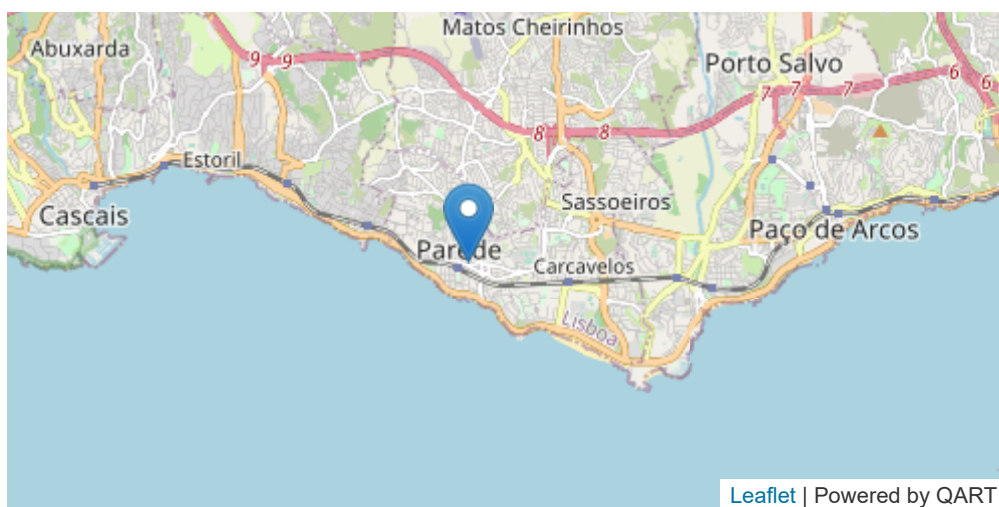 Matos Cheirinhos
Abuxarda
9
9
Porto Salvo
6
6
7
7
7
8
8
Estoril
Sassoeiros
Cascais
Paço de Arcos
Parede
Carcavelos
Lisboa
Leaflet | Powered by QART